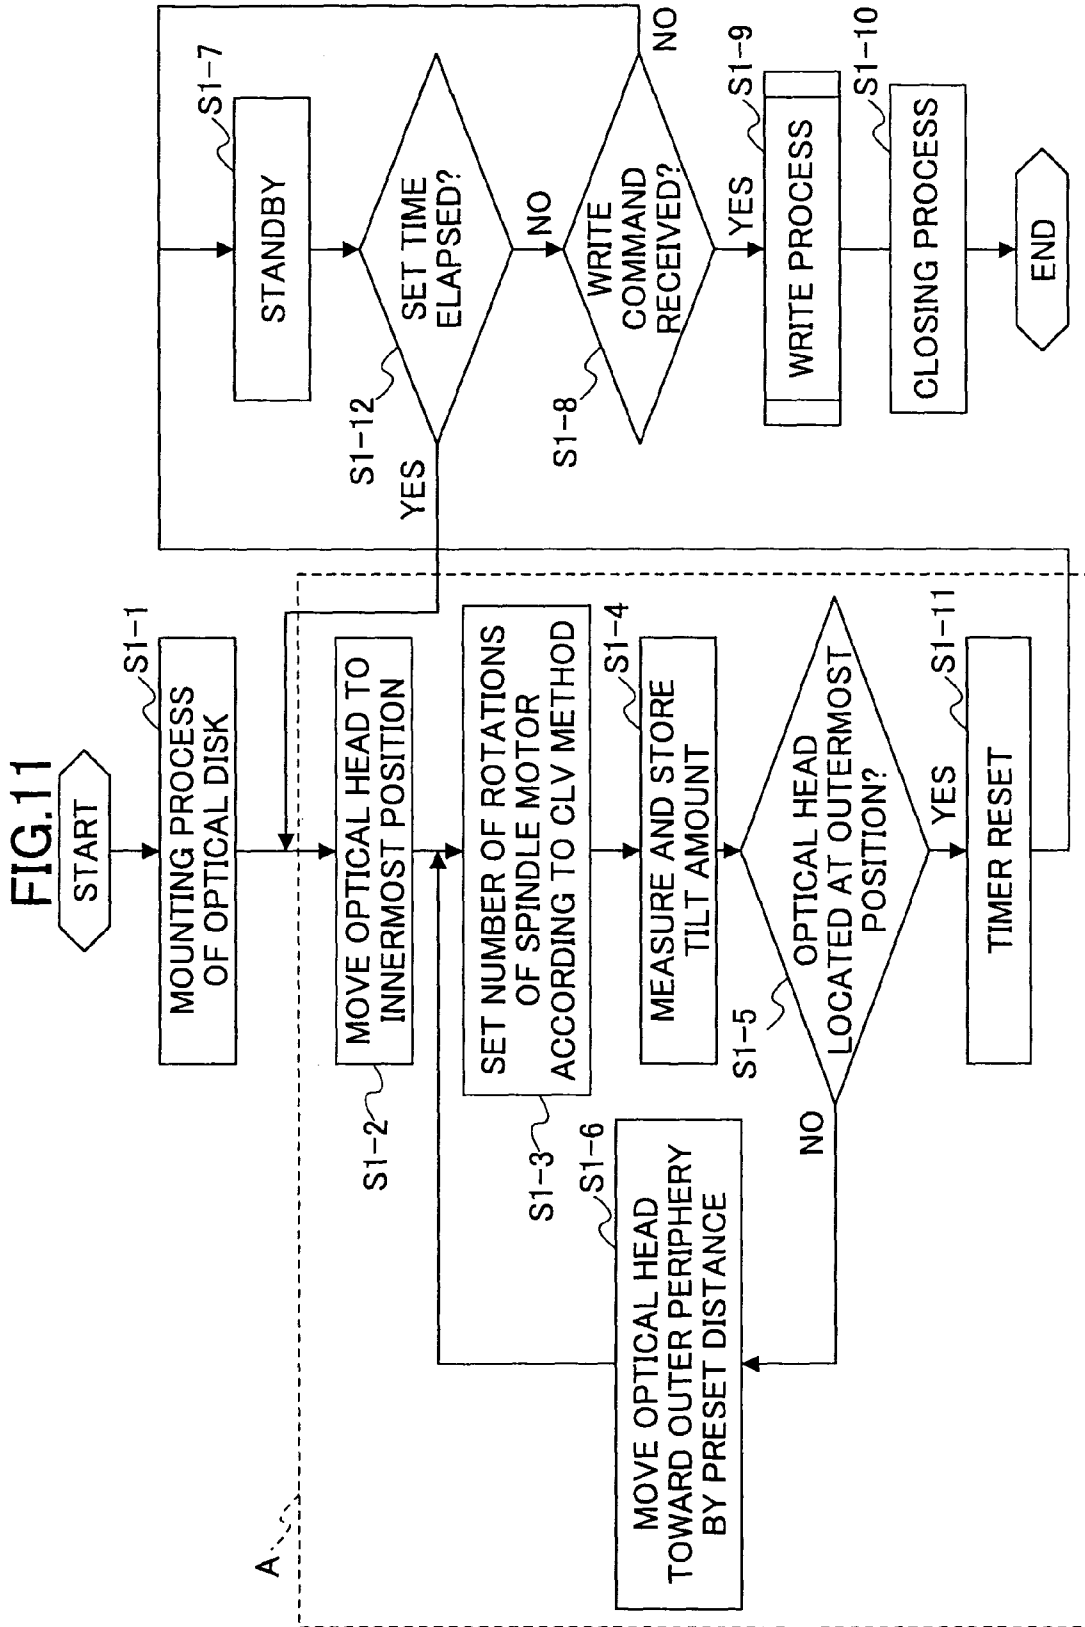 FIG.11
START
S1-1
MOUNTING PROCESS
OF OPTICAL DISK
A
S1-2
MOVE OPTICAL HEAD TO
INNERMOST POSITION
S1-3
SET NUMBER OF ROTATIONS
OF SPINDLE MOTOR
ACCORDING TO CLV METHOD
S1-4
MEASURE AND STORE
TILT AMOUNT
S1-5
OPTICAL HEAD
LOCATED AT OUTERMOST
POSITION?
NO
YES
S1-6
MOVE OPTICAL HEAD
TOWARD OUTER PERIPHERY
BY PRESET DISTANCE
S1-11
TIMER RESET
S1-7
STANDBY
S1-12
SET TIME
ELAPSED?
YES
NO
S1-8
WRITE
COMMAND
RECEIVED?
NO
YES
S1-9
WRITE PROCESS
S1-10
CLOSING PROCESS
END